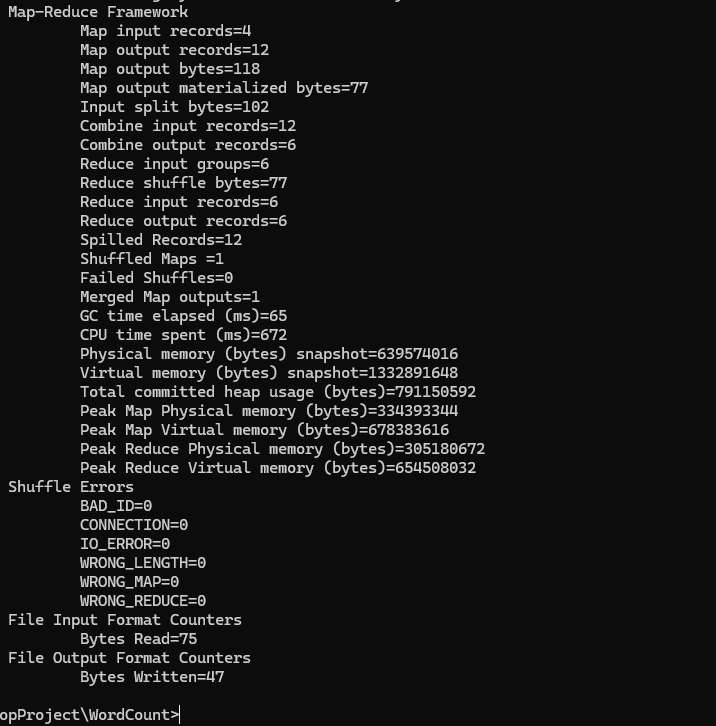 Map-Reduce Framework
Map input records=4
Map output records=12
Map output bytes=118
Map output materialized bytes=77
Input split bytes=102
Combine input records=12
Combine output records=6
Reduce input groups=6
Reduce shuffle bytes=77
Reduce input records=6
Reduce output records=6
Spilled Records=12
Shuffled Maps =1
Failed Shuffles=0
Merged Map outputs=1
GC time elapsed (ms)=65
CPU time spent (ms)=672
Physical memory (bytes) snapshot=639574016
Virtual memory (bytes) snapshot=1332891648
Total committed heap usage (bytes)=791150592
Peak Map Physical memory (bytes)=334393344
Peak Map Virtual memory (bytes)=678383616
Peak Reduce Physical memory (bytes)=305180672
Peak Reduce Virtual memory (bytes)=654508032
Shuffle Errors
BAD_ID=0
CONNECTION=0
IO_ERROR=0
WRONG_LENGTH=0
WRONG_MAP=0
WRONG_REDUCE=0
File Input Format Counters
Bytes Read=75
File Output Format Counters
Bytes Written=47
opProject\WordCount>